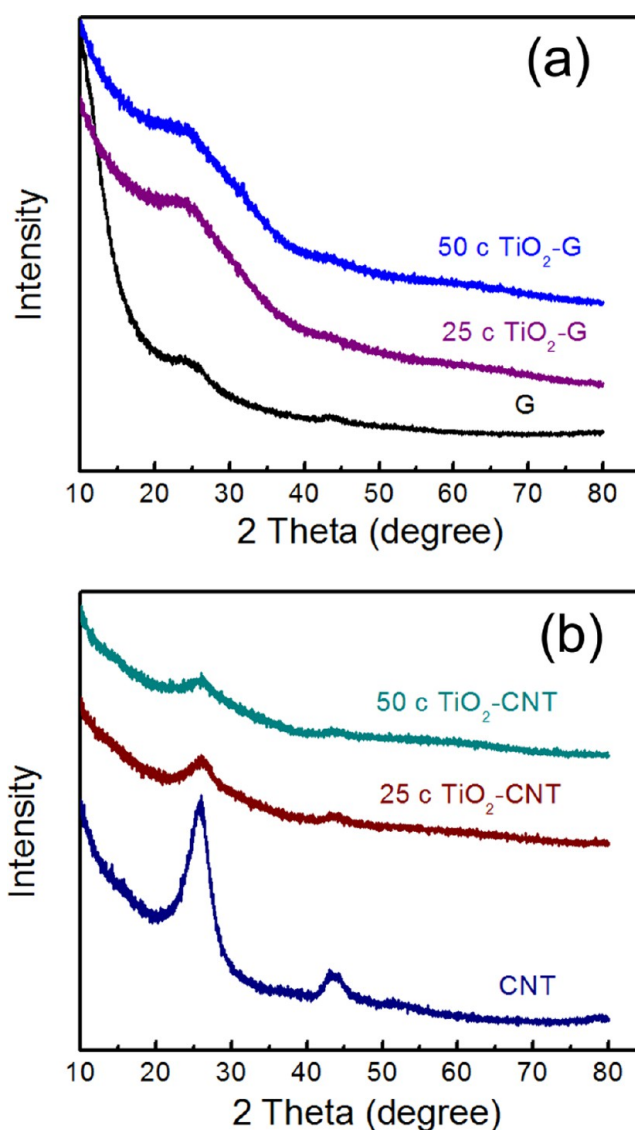 (a)
50 c TiO₂-G
25 c TiO₂-G
G
Intensity
10 20 30 40 50 60 70 80
2 Theta (degree)
(b)
50 c TiO₂-CNT
25 c TiO₂-CNT
CNT
Intensity
10 20 30 40 50 60 70 80
2 Theta (degree)